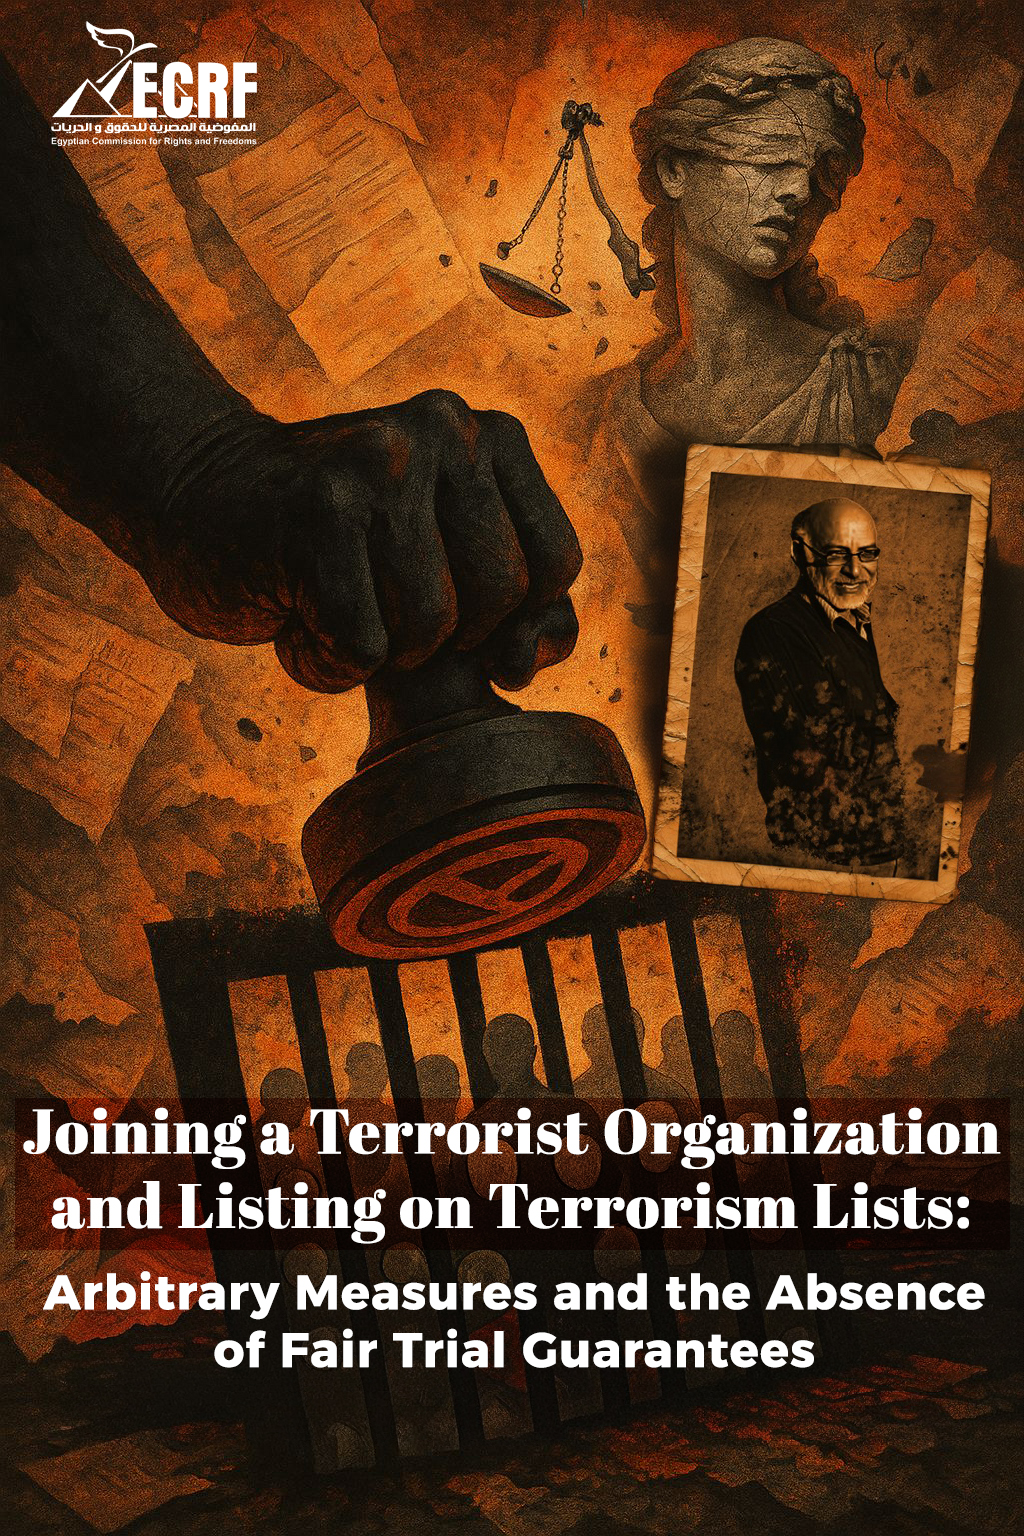 ECRF
المفوضية المصرية للحقوق و الحريات
Egyptian Commission for Rights and Freedoms
Joining a Terrorist Organization
and Listing on Terrorism Lists:
Arbitrary Measures and the Absence
of Fair Trial Guarantees